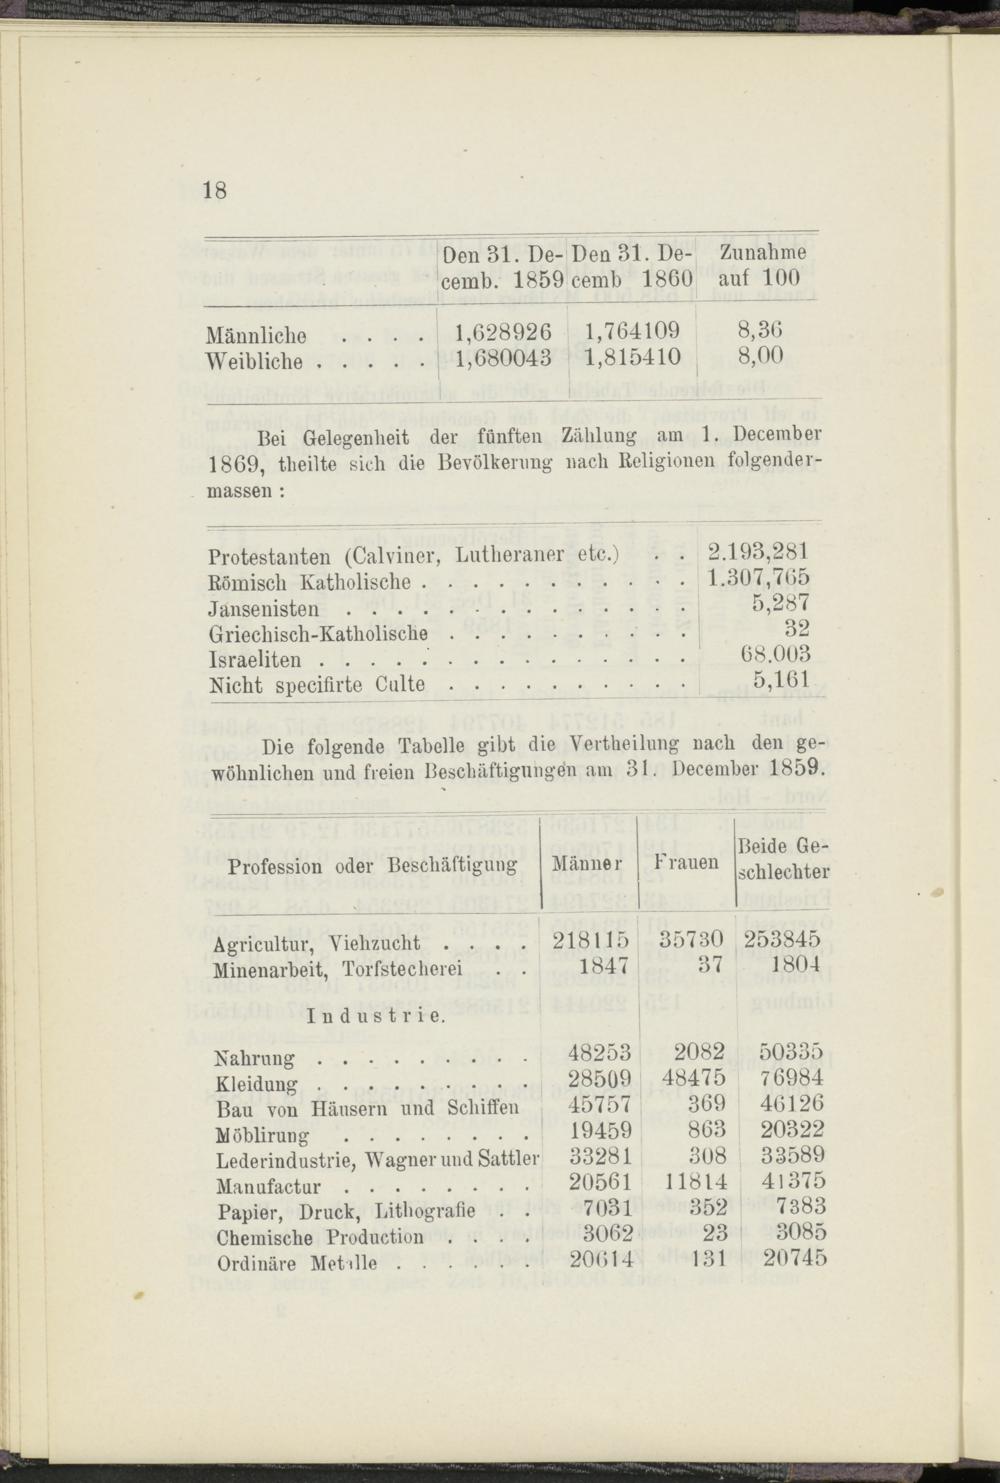 18
Den 31. De- Den 31. De- Zunahme
cemb. 1859 cemb 1860 auf 100
Männliche . . . . 1,628926 1,764109 8,36
Weibliche . . . . . 1,680043 1,815410 8,00
Bei Gelegenheit der fünften Zählung am 1. December
1869, theilte sich die Bevölkerung nach Religionen folgender-
massen :
Protestanten (Calviner, Lutheraner etc.) . . 2.193,281
Römisch Katholische . . . . . . . . . . . 1.307,765
Jansenisten . . . . . . . . . . . . . . 5,287
Griechisch-Katholische . . . . . . . . . . 32
Israeliten . . . . . . . . . . . . . . . 68.003
Nicht specifirte Culte . . . . . . . . . . 5,161
Die folgende Tabelle gibt die Vertheilung nach den ge-
wöhnlichen und freien Beschäftigungen am 31. December 1859.
Profession oder Beschäftigung Männer Frauen Beide Ge-
schlechter
Agricultur, Viehzucht . . . . 218115 35730 253845
Minenarbeit, Torfstecherei . . 1847 37 1804
Industrie.
Nahrung . . . . . . . . . 48253 2082 50335
Kleidung . . . . . . . . . 28509 48475 76984
Bau von Häusern und Schiffen 45757 369 46126
Möblirung . . . . . . . . 19459 863 20322
Lederindustrie, Wagner und Sattler 33281 308 33589
Manufactur . . . . . . . . 20561 11814 41375
Papier, Druck, Lithografie . . 7031 352 7383
Chemische Production . . . . 3062 23 3085
Ordinäre Metalle . . . . . . 20614 131 20745